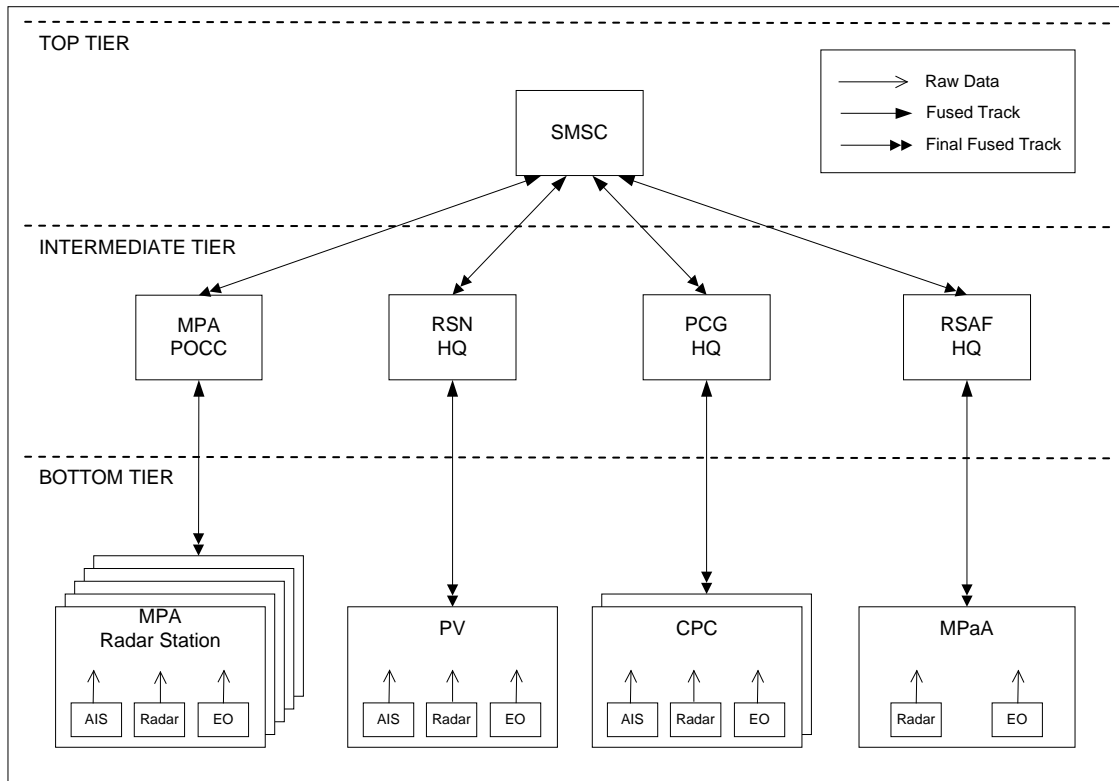 TOP TIER
Raw Data
Fused Track
Final Fused Track
SMSC
INTERMEDIATE TIER
MPA
POCC
RSN
HQ
PCG
HQ
RSAF
HQ
BOTTOM TIER
MPA
Radar Station
AIS
Radar
EO
PV
AIS
Radar
EO
CPC
AIS
Radar
EO
MPaA
Radar
EO